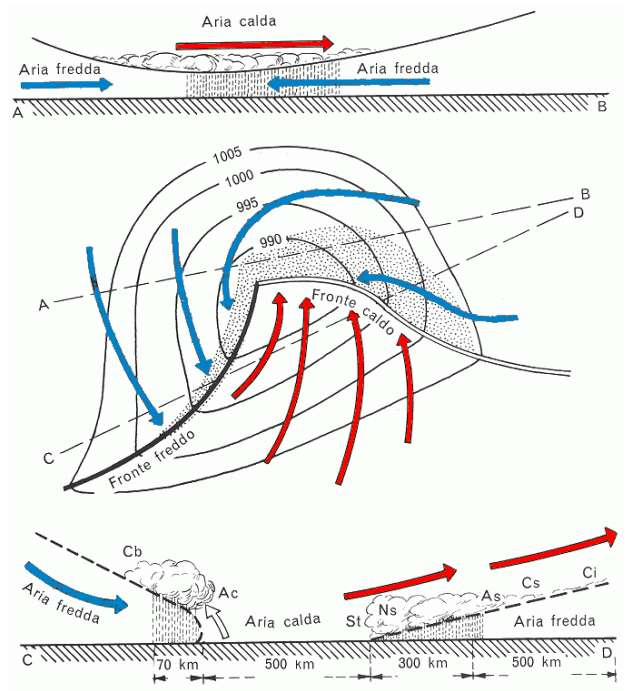 Aria calda
Aria fredda
Aria fredda
A
B
1005
1000
995
990
B
D
A
Fronte caldo
C
Fronte freddo
Cb
Ac
Aria fredda
Aria calda
St
Ns
As
Cs
Ci
Aria fredda
C
D
70 km
500 km
300 km
500 km